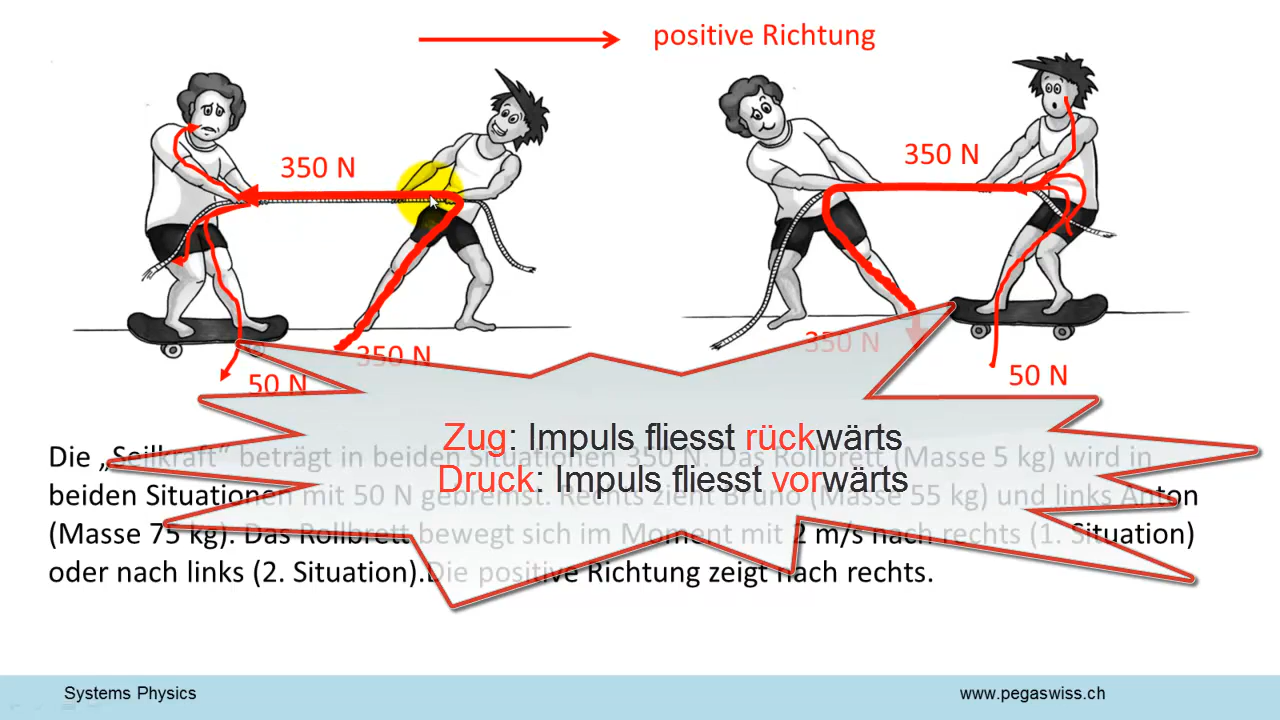 positive Richtung
350 N
350 N
350 N
50 N
350 N
50 N
Zug: Impuls fliesst rückwärts
Druck: Impuls fliesst vorwärts
Die „Seilkraft“ beträgt in beiden Situationen 350 N. Das Rollbrett (Masse 5 kg) wird in
beiden Situationen mit 50 N gebremst. Rechts zieht Bruno (Masse 55 kg) und links Anton
(Masse 75 kg). Das Rollbrett bewegt sich im Moment mit 2 m/s nach rechts (1. Situation)
oder nach links (2. Situation).Die positive Richtung zeigt nach rechts.
Systems Physics
www.pegaswiss.ch